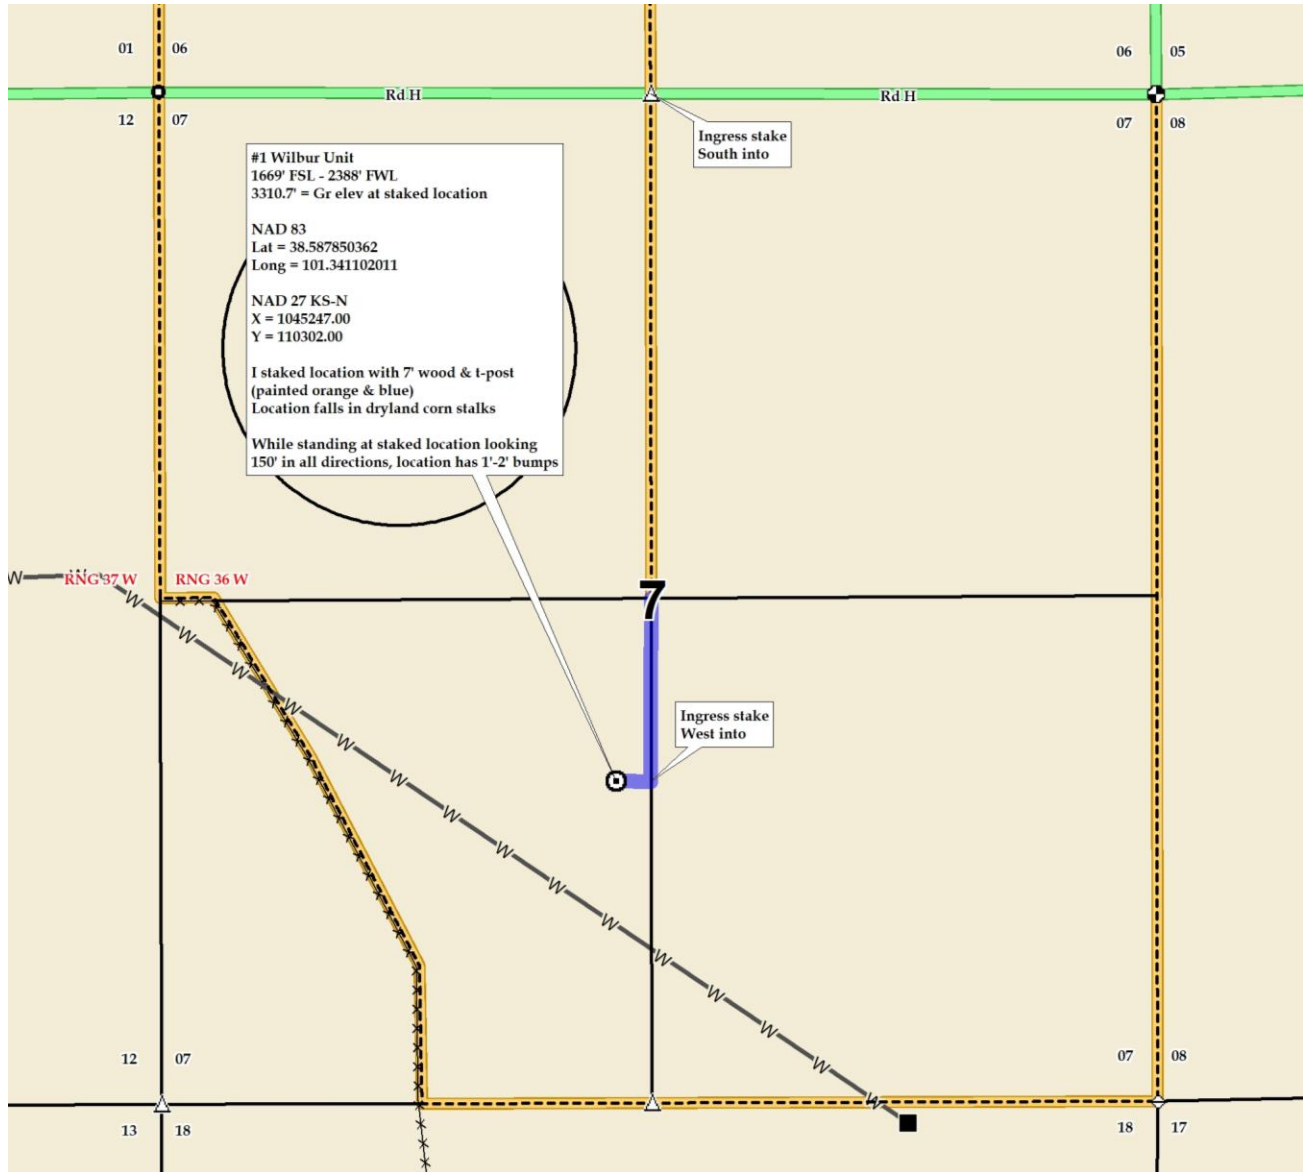 01 06
06 05
Rd H
Rd H
12 07
07 08
Ingress stake
South into
#1 Wilbur Unit
1669' FSL - 2388' FWL
3310.7' = Gr elev at staked location
NAD 83
Lat = 38.587850362
Long = 101.341102011
NAD 27 KS-N
X = 1045247.00
Y = 110302.00
I staked location with 7' wood & t-post
(painted orange & blue)
Location falls in dryland corn stalks
While standing at staked location looking
150' in all directions, location has 1'-2' bumps
W W
RNG 37 W RNG 36 W
7
W
W
W
W
Ingress stake
West into
W
W
W
W
W
W
W
W
W
W
W
12 07
07 08
13 18
18 17